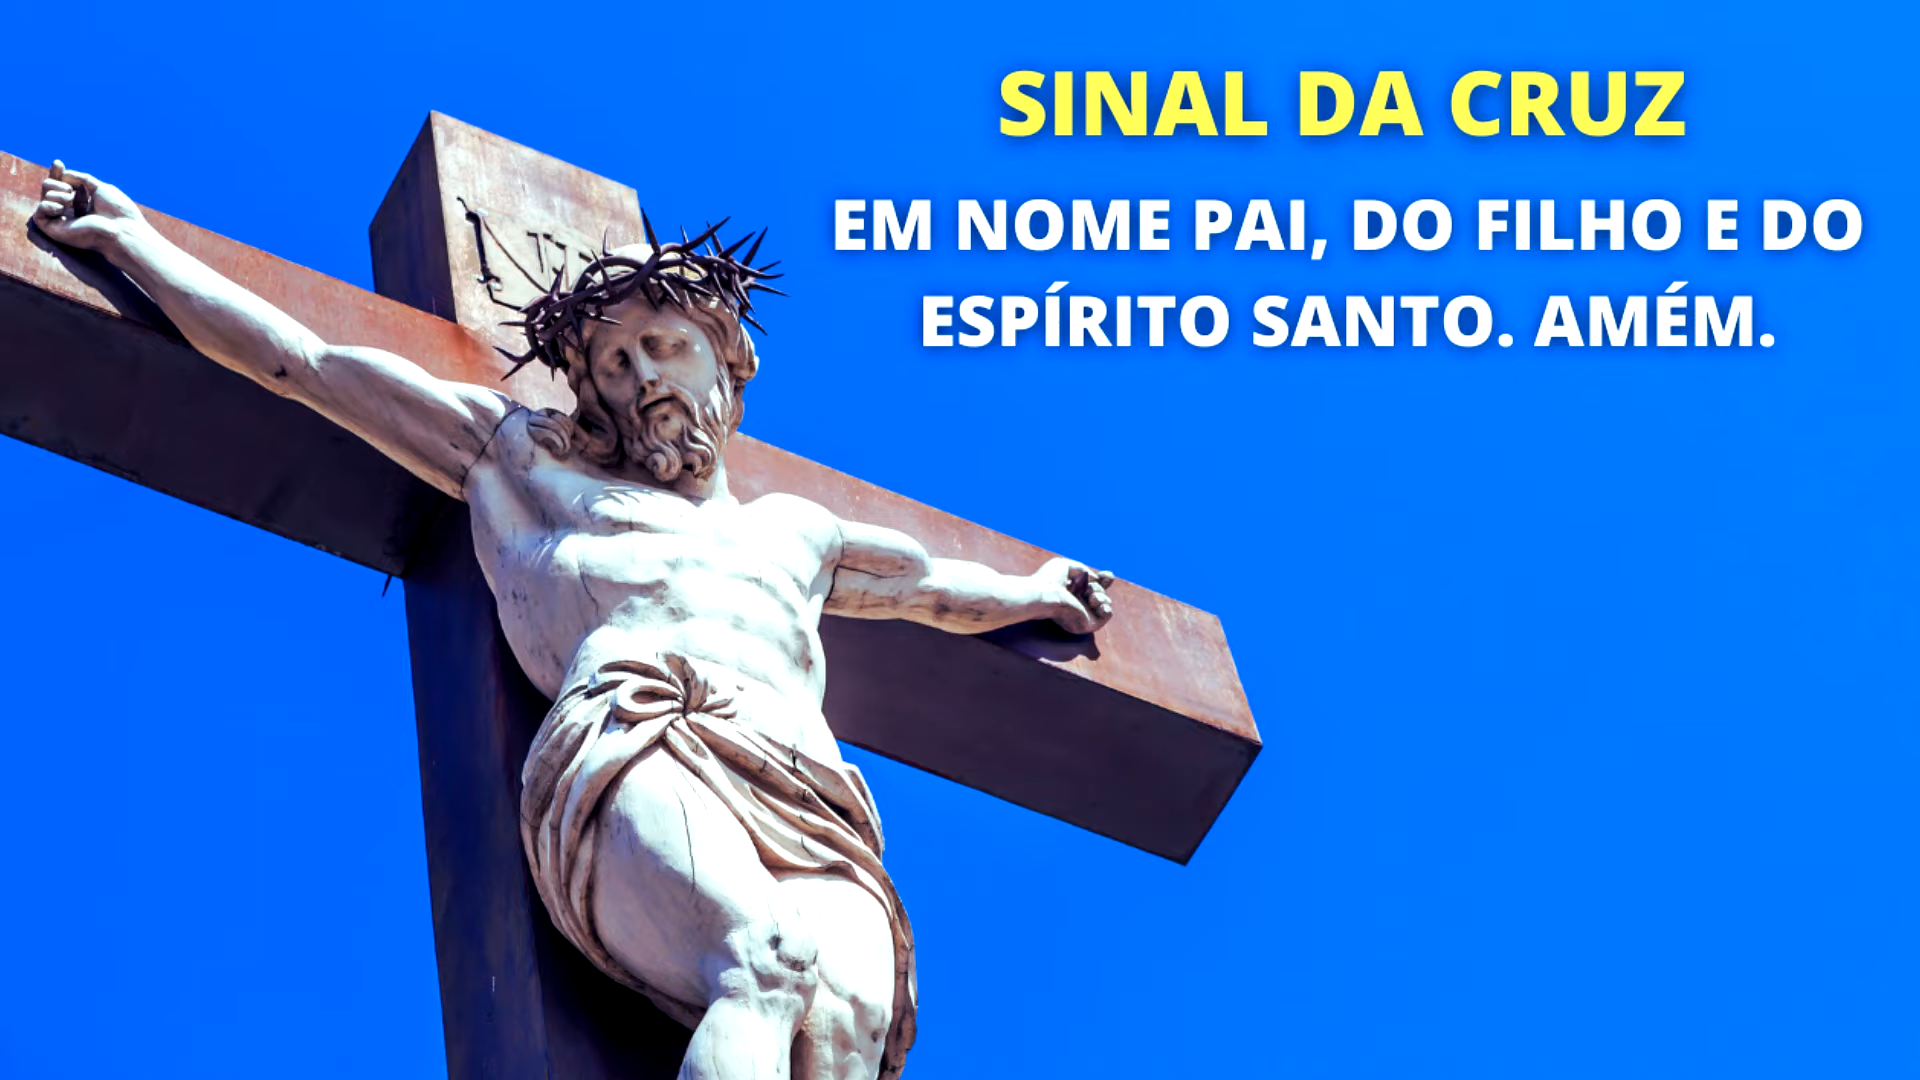 SINAL DA CRUZ
EM NOME PAI, DO FILHO E DO
ESPÍRITO SANTO. AMÉM.